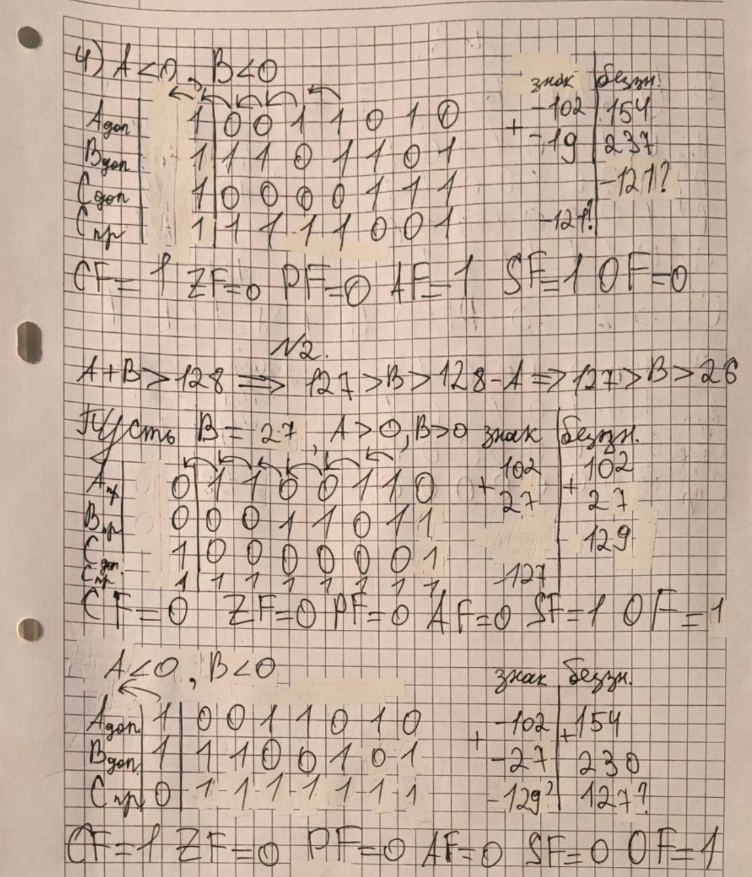 4) A<0, B<0
знак | беззн.
Aдоп | 1 | 0 0 1 1 0 1 0 + -102 | 154
Bдоп | 1 | 1 1 0 1 1 0 1 -19 | 237
Cдоп | 1 | 0 0 0 0 1 1 1 -121?
Cпр | 1 | 1 1 1 1 0 0 1 -121?
CF=1 ZF=0 PF=0 AF=1 SF=1 OF=0
N2.
A+B>128 => 127>B>128-A => 127>B>26
Пусть B=27, A>0, B>0 знак | беззн.
Aпр | 0 | 1 1 0 0 1 1 0 + 102 | + 102
Bпр | 0 | 0 0 1 1 0 1 1 27 | 27
Cдоп | 1 | 0 0 0 0 0 0 1 129
Cпр | 1 | 1 1 1 1 1 1 1 -127
CF=0 ZF=0 PF=0 AF=0 SF=1 OF=1
A<0, B<0 знак | беззн.
Aдоп | 1 | 0 0 1 1 0 1 0 + -102 | + 154
Bдоп | 1 | 1 1 0 0 1 0 1 -27 | 230
Cпр | 0 | 1 1 1 1 1 1 1 -129? | 127?
CF=1 ZF=0 PF=0 AF=0 SF=0 OF=1